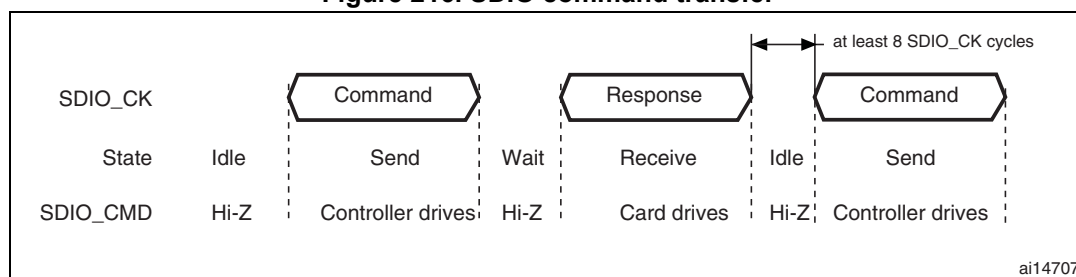 Figure SDIO command transfer
at least 8 SDIO_CK cycles
SDIO_CK Command Response Command
State Idle Send Wait Receive Idle Send
SDIO_CMD Hi-Z Controller drives Hi-Z Card drives Hi-Z Controller drives
ai14707